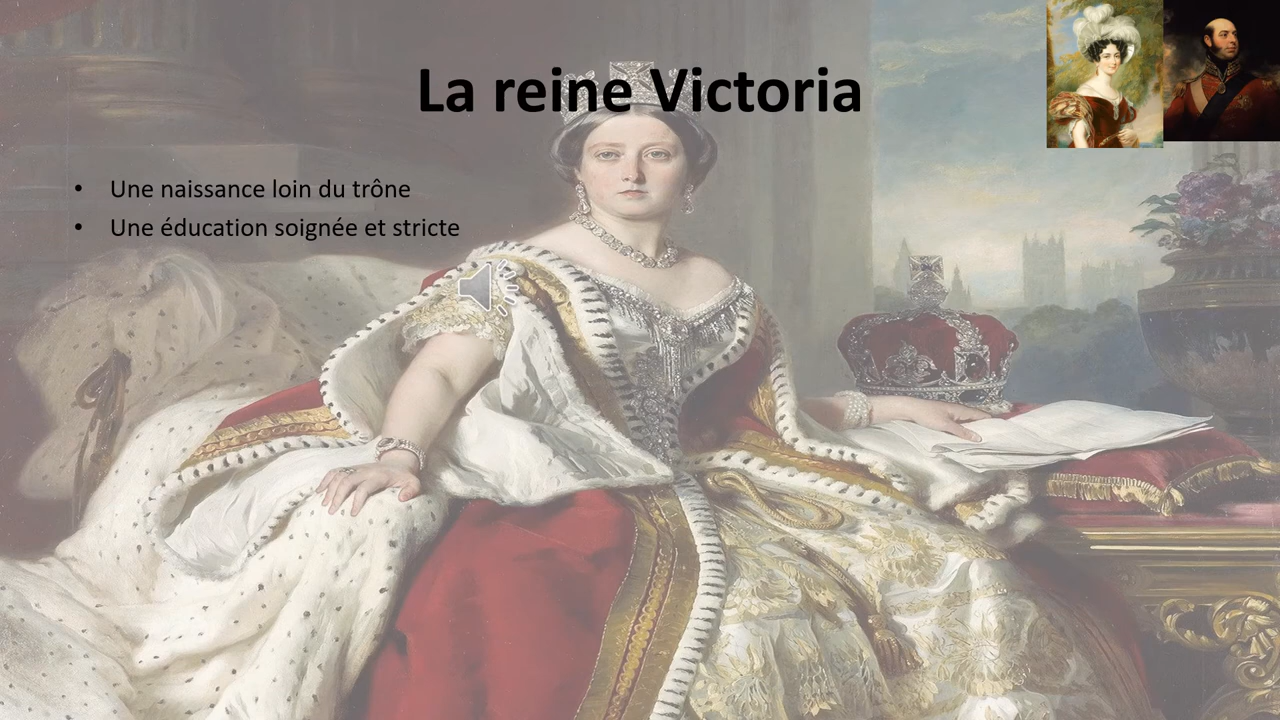 La reine Victoria
• Une naissance loin du trône
• Une éducation soignée et stricte